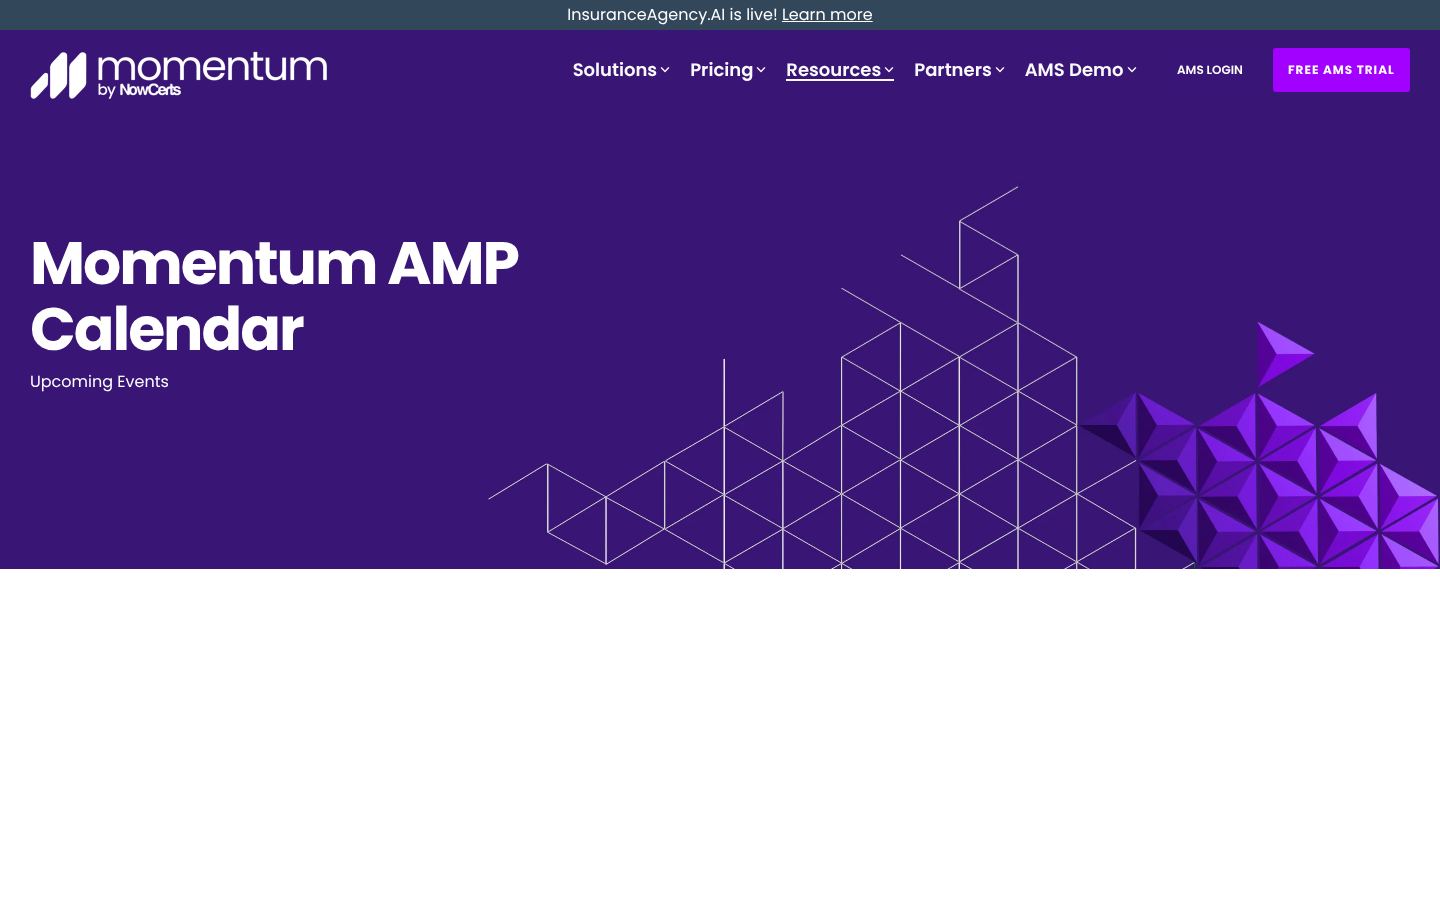 InsuranceAgency.AI is live! Learn more
momentum
by NowCerts
Solutions
Pricing
Resources
Partners
AMS Demo
AMS LOGIN
FREE AMS TRIAL
Momentum AMP
Calendar
Upcoming Events